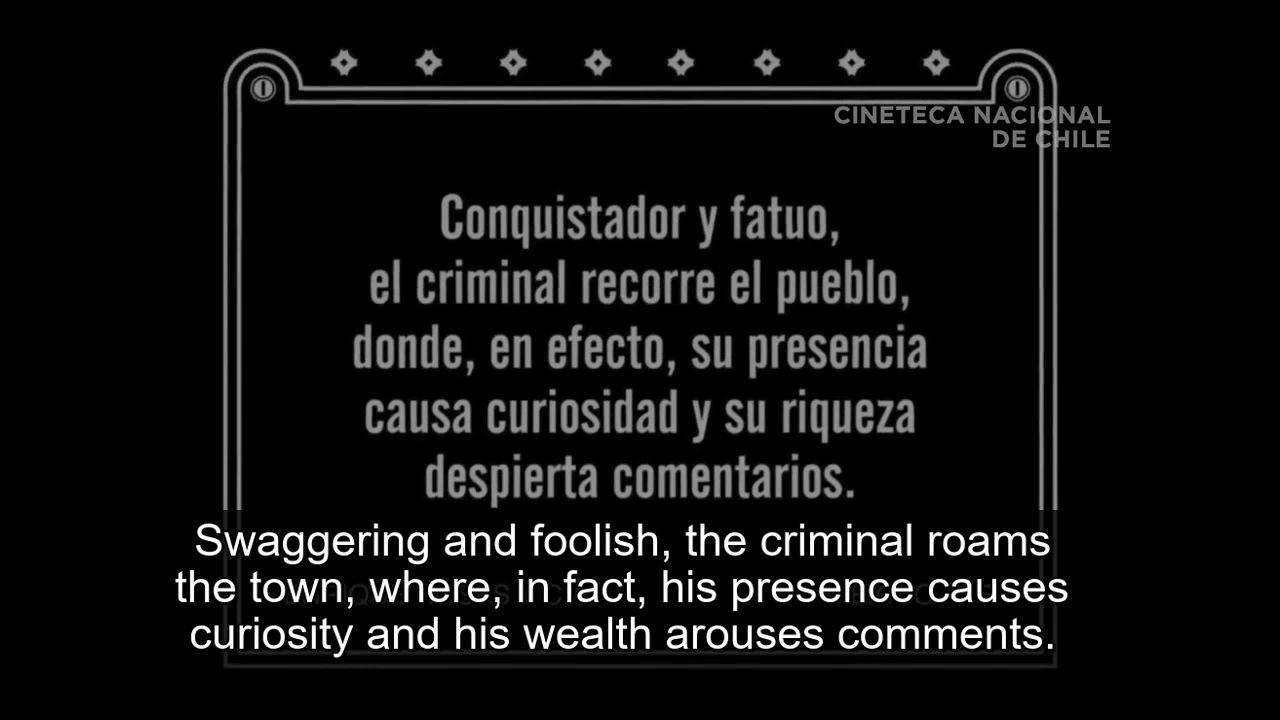 CINETECA NACIONAL
DE CHILE
Conquistador y fatuo,
el criminal recorre el pueblo,
donde, en efecto, su presencia
causa curiosidad y su riqueza
despierta comentarios.
Swaggering and foolish, the criminal roams
the town, where, in fact, his presence causes
curiosity and his wealth arouses comments.